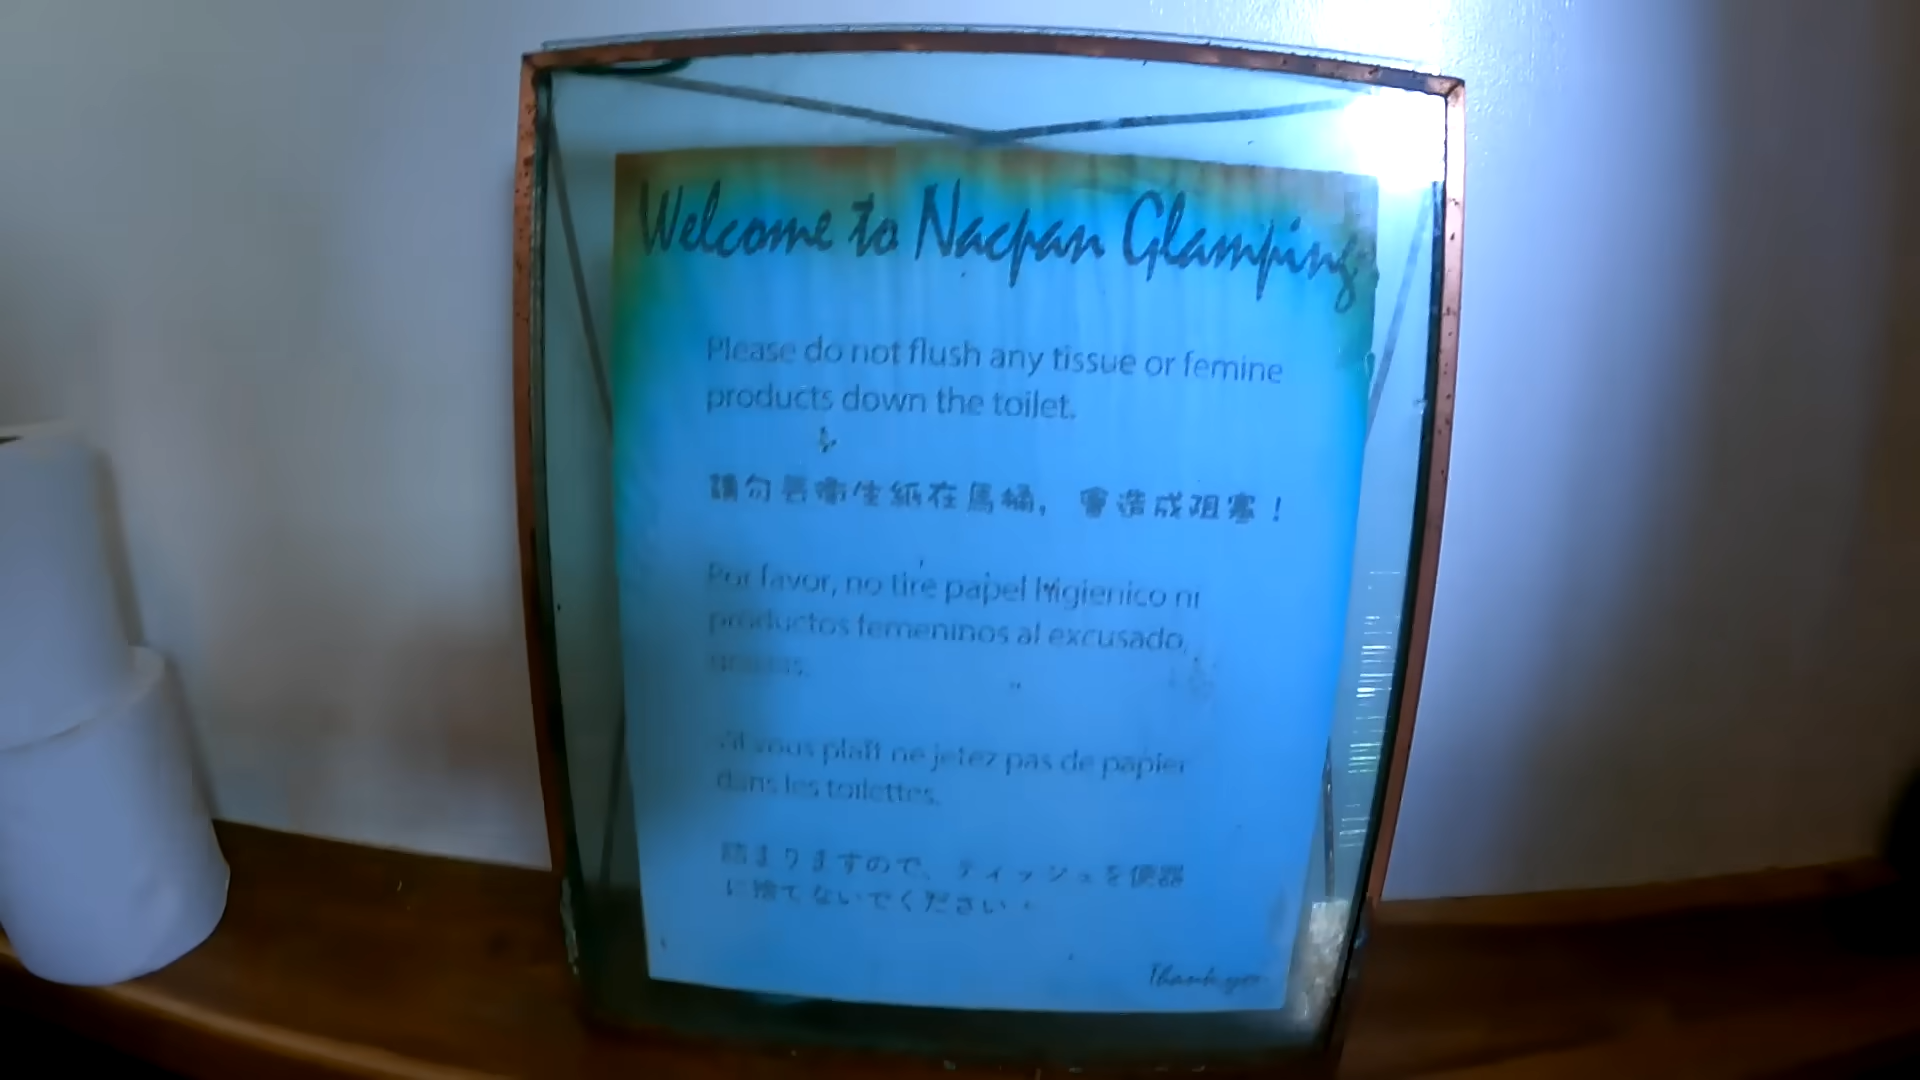 Welcome to Nacpan Glamping
Please do not flush any tissue or femine
products down the toilet.
請勿丟衛生紙在馬桶，會造成阻塞！
Por favor, no tire papel higienico ni
productos femeninos al excusado,
vous plaît ne jetez pas de papier
dans les toilettes.
詰まりますので、ティッシュを便器
に捨てないでください。
Thank you